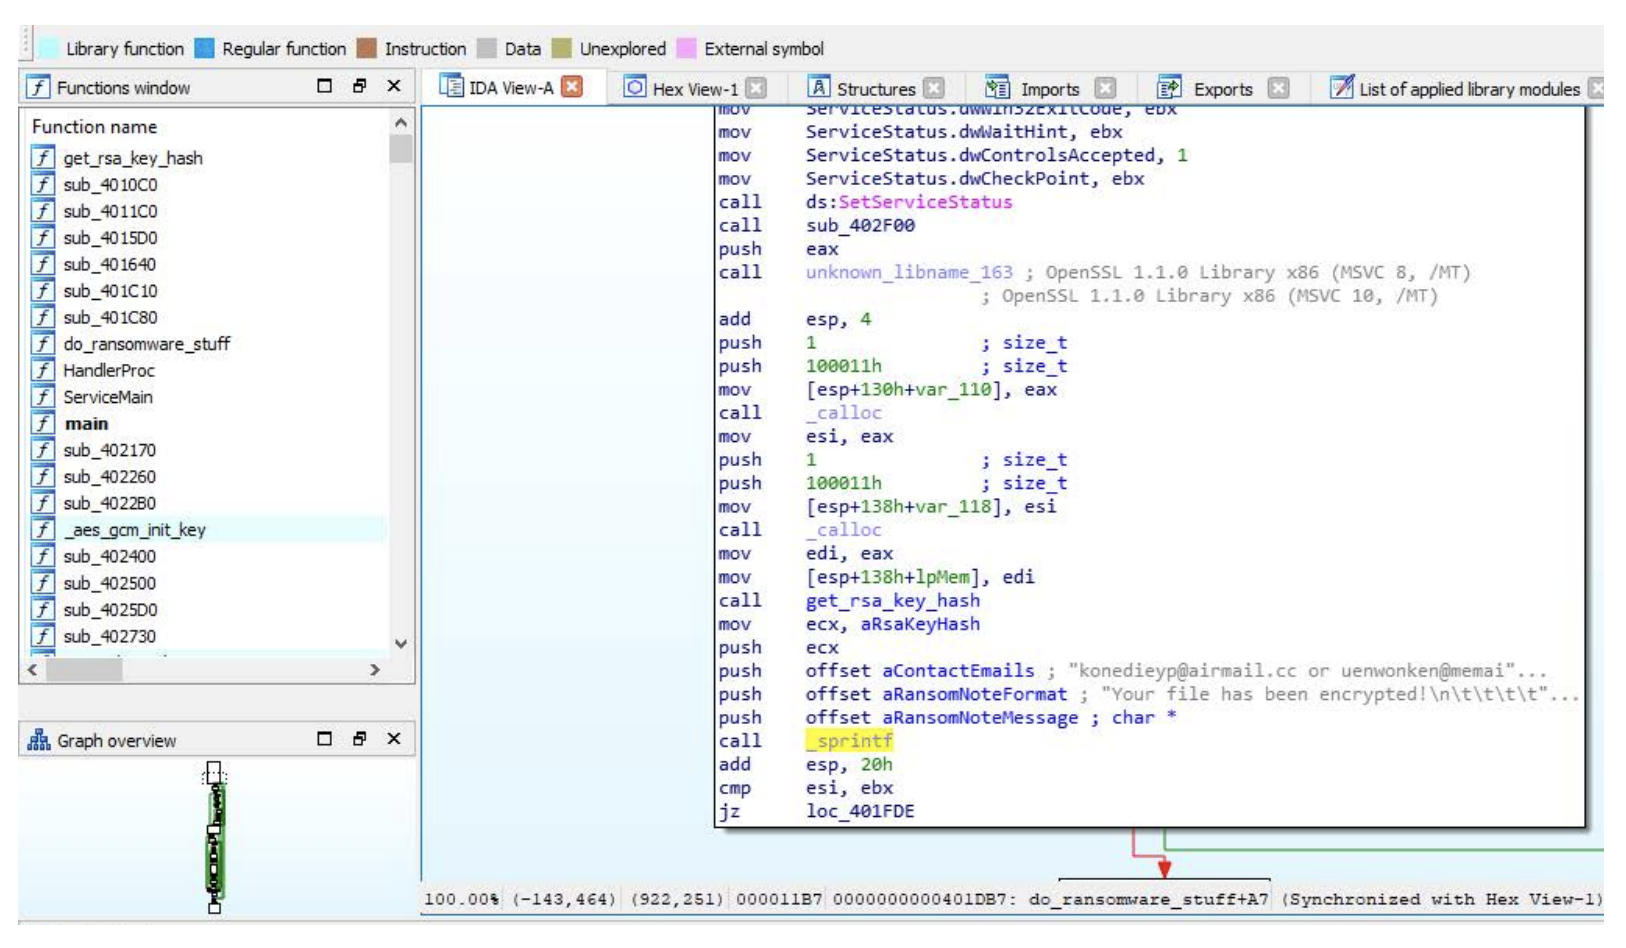 Library function Regular function Instruction Data Unexplored External symbol
Functions window
IDA View-A Hex View-1 Structures Imports Exports List of applied library modules
Function name
get_rsa_key_hash
sub_4010C0
sub_4011C0
sub_4015D0
sub_401640
sub_401C10
sub_401C80
do_ransomware_stuff
HandlerProc
ServiceMain
main
sub_402170
sub_402260
sub_4022B0
_aes_gcm_init_key
sub_402400
sub_402500
sub_4025D0
sub_402730
Graph overview
mov ServiceStatus.dwWin32ExitCode, ebx
mov ServiceStatus.dwWaitHint, ebx
mov ServiceStatus.dwControlsAccepted, 1
mov ServiceStatus.dwCheckPoint, ebx
call ds:SetServiceStatus
call sub_402F00
push eax
call unknown_libname_163 ; OpenSSL 1.1.0 Library x86 (MSVC 8, /MT)
; OpenSSL 1.1.0 Library x86 (MSVC 10, /MT)
add esp, 4
push 1 ; size_t
push 100011h ; size_t
mov [esp+130h+var_110], eax
call _calloc
mov esi, eax
push 1 ; size_t
push 100011h ; size_t
mov [esp+138h+var_118], esi
call _calloc
mov edi, eax
mov [esp+138h+lpMem], edi
call get_rsa_key_hash
mov ecx, aRsaKeyHash
push ecx
push offset aContactEmails ; "konedieyp@airmail.cc or uenwonken@memai"...
push offset aRansomNoteFormat ; "Your file has been encrypted!\n\t\t\t\t"...
push offset aRansomNoteMessage ; char *
call _sprintf
add esp, 20h
cmp esi, ebx
jz loc_401FDE
100.00% (-143,464) (922,251) 000011B7 0000000000401DB7: do_ransomware_stuff+A7 (Synchronized with Hex View-1)